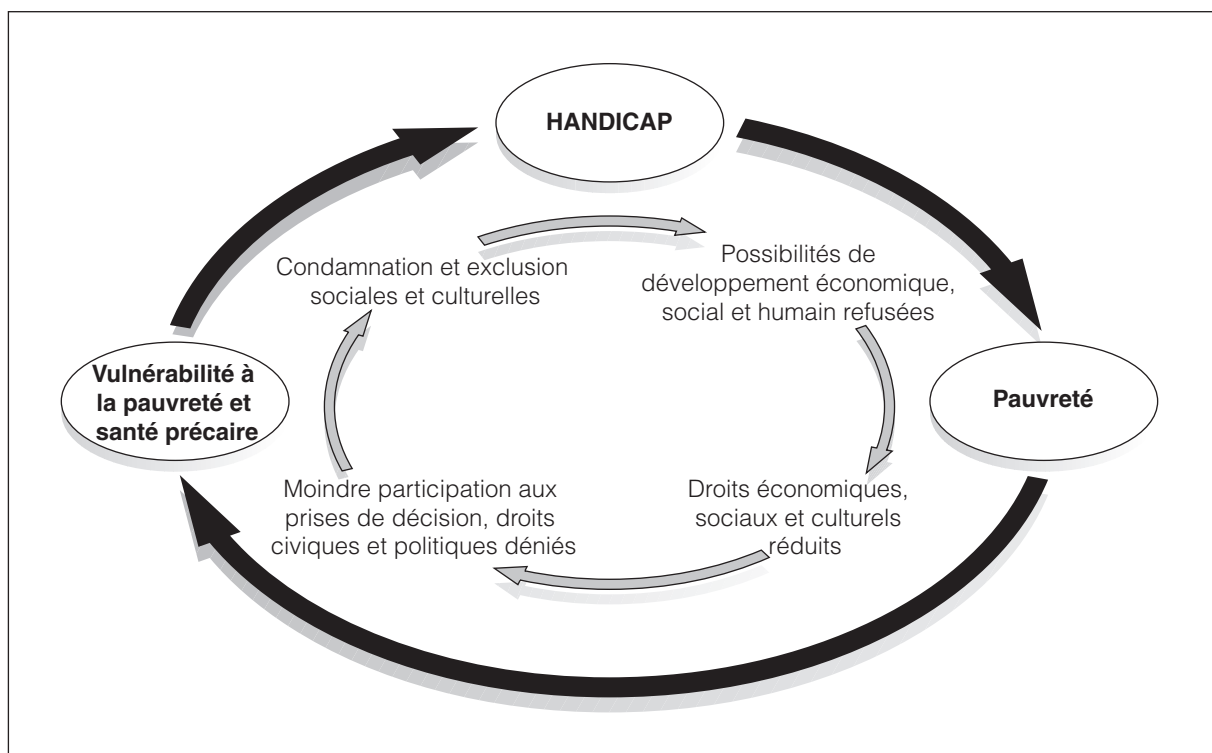 HANDICAP
Condamnation et exclusion
sociales et culturelles
Possibilités de
développement économique,
social et humain refusées
Vulnérabilité à
la pauvreté et
santé précaire
Pauvreté
Moindre participation aux
prises de décision, droits
civiques et politiques déniés
Droits économiques,
sociaux et culturels
réduits